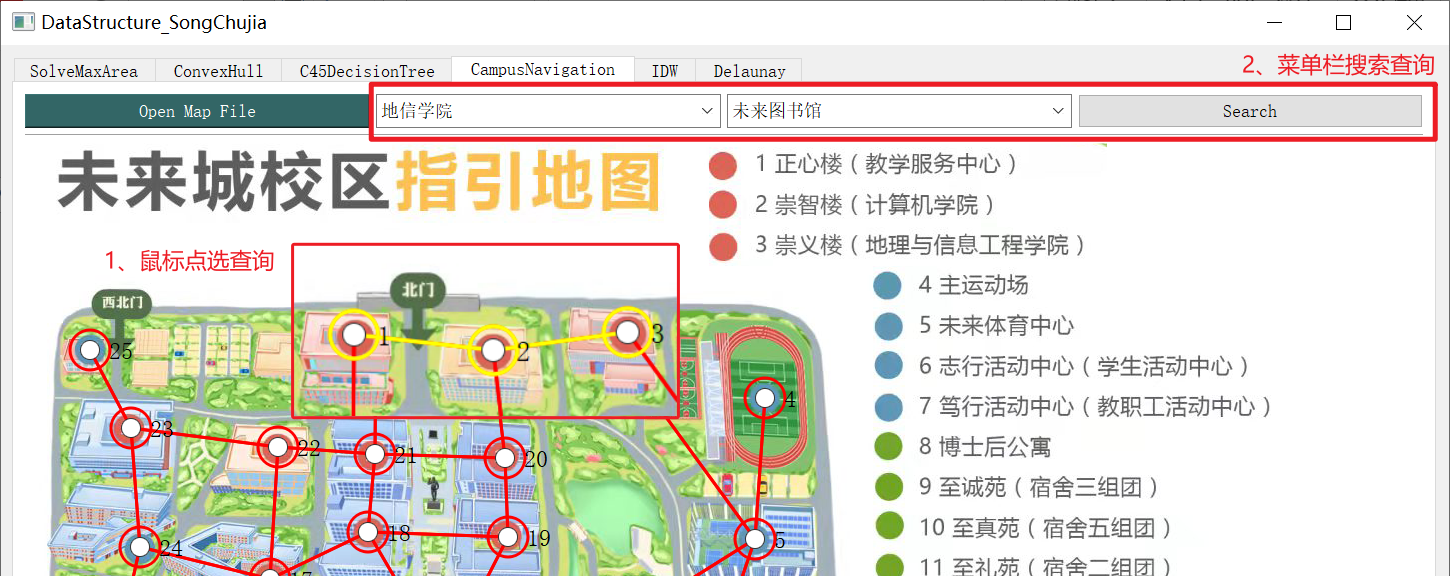 DataStructure_SongChujia
SolveMaxArea ConvexHull C45DecisionTree CampusNavigation IDW Delaunay
2、菜单栏搜索查询
Open Map File 地信学院 未来图书馆 Search
未来城校区指引地图
1 正心楼（教学服务中心）
2 崇智楼（计算机学院）
3 崇义楼（地理与信息工程学院）
1、鼠标点选查询
4 主运动场
5 未来体育中心
6 志行活动中心（学生活动中心）
7 笃行活动中心（教职工活动中心）
8 博士后公寓
9 至诚苑（宿舍三组团）
10 至真苑（宿舍五组团）
11 至礼苑（宿舍二组团）
北门
西北门
1
2
3
25
4
23
22
21
20
18
19
5
24
17